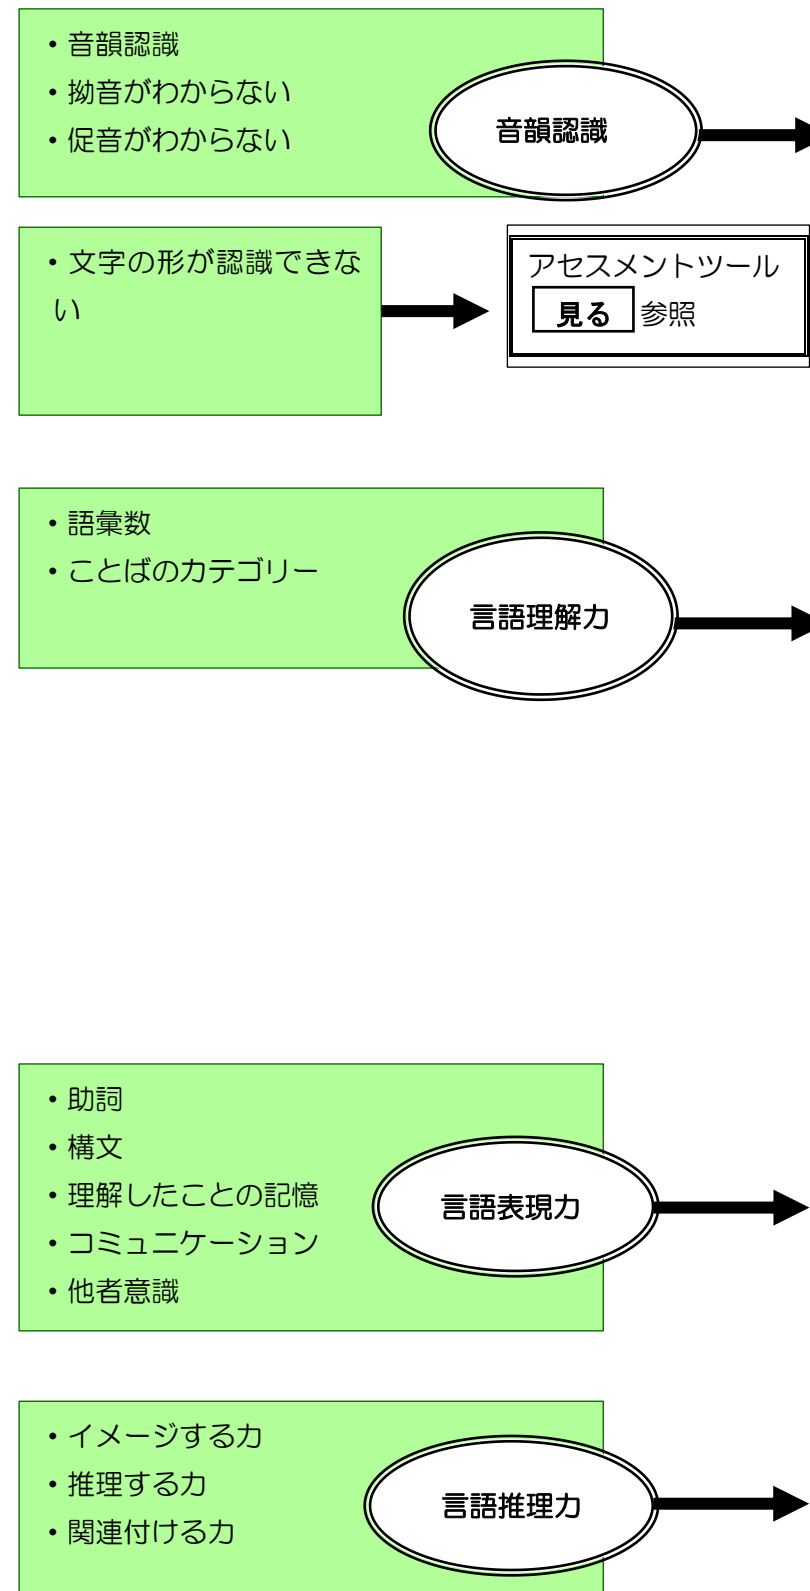 ・音韻認識
・拗音がわからない
・促音がわからない
音韻認識
・文字の形が認識できな
い
アセスメントツール
見る 参照
・語彙数
・ことばのカテゴリー
言語理解力
・助詞
・構文
・理解したことの記憶
・コミュニケーション
・他者意識
言語表現力
・イメージする力
・推理する力
・関連付ける力
言語推理力